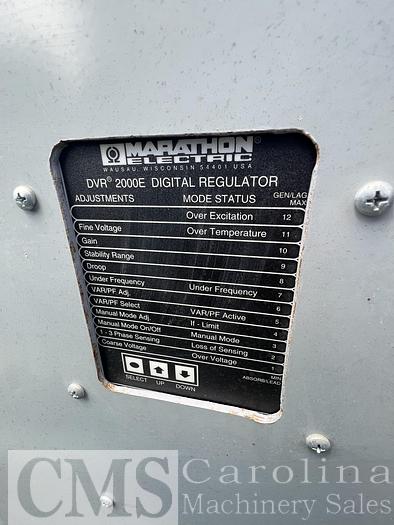 MARATHON
ELECTRIC®
WAUSAU, WISCONSIN 54401 USA
DVR® 2000E DIGITAL REGULATOR
ADJUSTMENTS MODE STATUS GEN/LAG
MAX
Over Excitation 12
Fine Voltage Over Temperature 11
Gain 10
Stability Range 9
Droop 8
Under Frequency Under Frequency 7
VAR/PF Adj. 6
VAR/PF Select VAR/PF Active 5
Manual Mode Adj. If - Limit 4
Manual Mode On/Off Manual Mode 3
1 - 3 Phase Sensing Loss of Sensing 2
Coarse Voltage Over Voltage 1
MIN
ABSORB/LEAD
SELECT UP DOWN
CMS Carolina
Machinery Sales